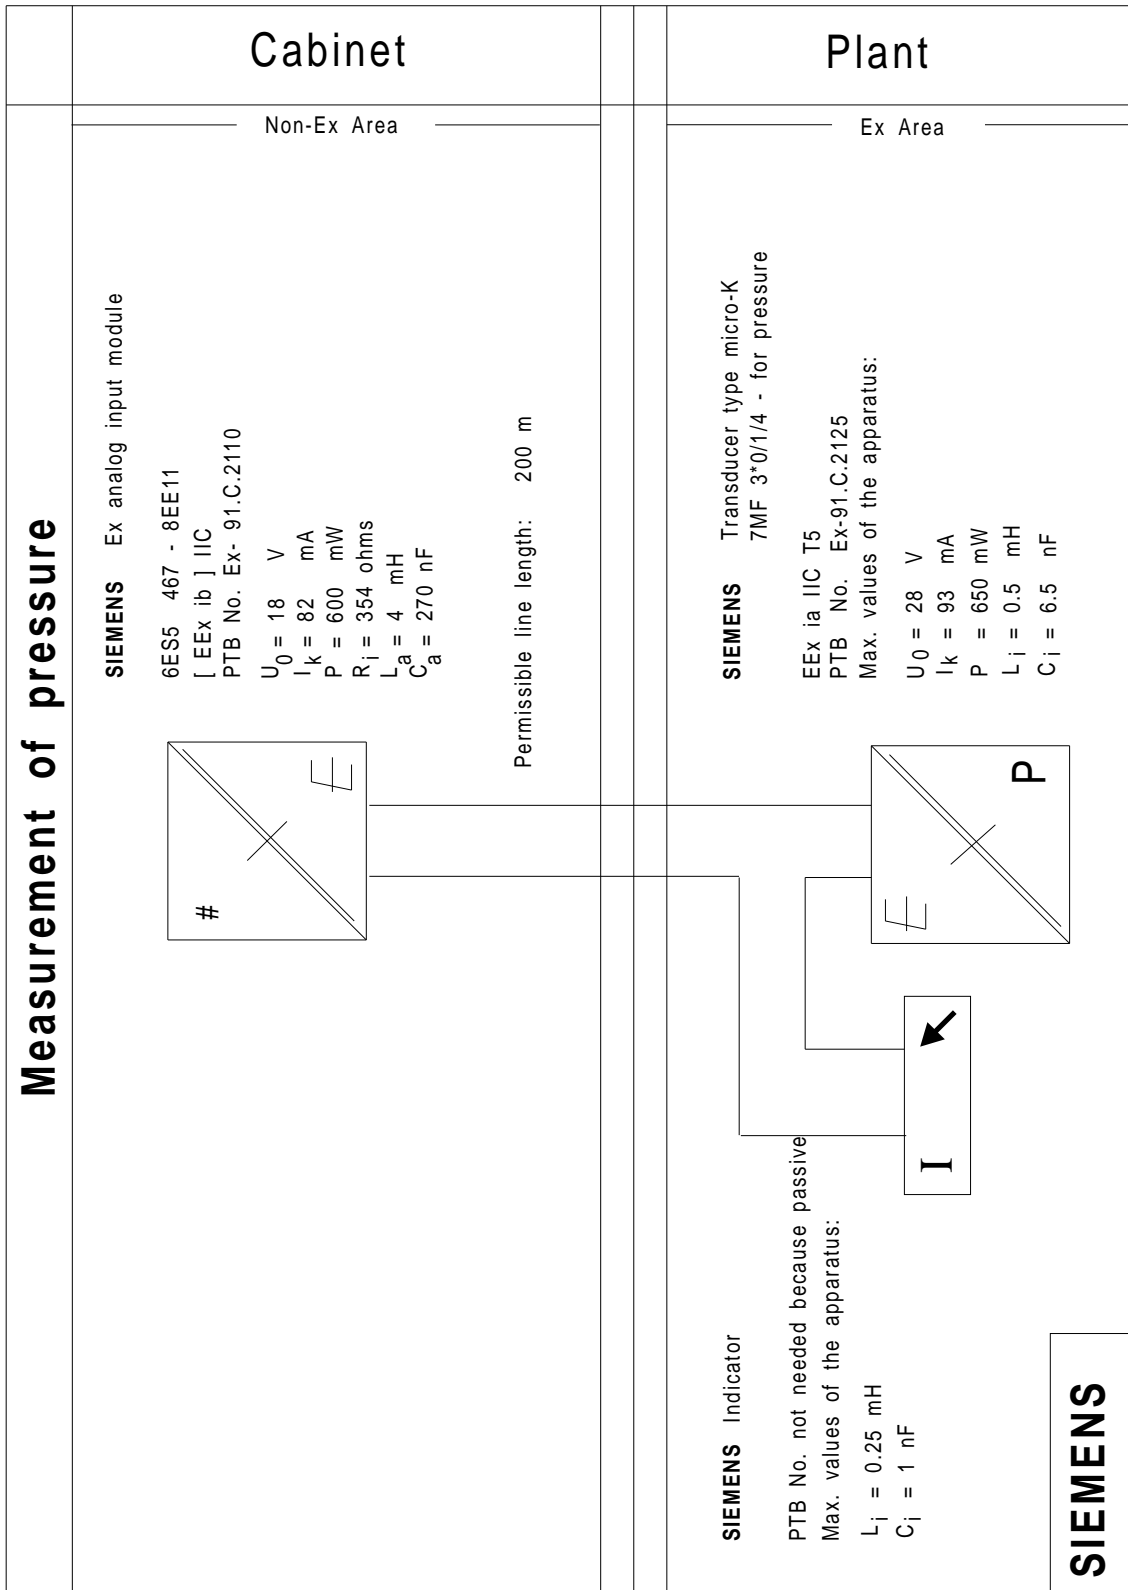 Measurement of pressure
Cabinet
Non-Ex Area
SIEMENS Ex analog input module
6ES5 467 - 8EE11
[ EEx ib ] IIC
PTB No. Ex- 91.C.2110
U0 = 18 V
Ik = 82 mA
P = 600 mW
Ri = 354 ohms
La = 4 mH
Ca = 270 nF
Permissible line length: 200 m
#
E
Plant
Ex Area
SIEMENS Transducer type micro-K
7MF 3*0/1/4 - for pressure
EEx ia IIC T5
PTB No. Ex-91.C.2125
Max. values of the apparatus:
U0 = 28 V
Ik = 93 mA
P = 650 mW
Li = 0.5 mH
Ci = 6.5 nF
E
P
I
SIEMENS Indicator
PTB No. not needed because passive
Max. values of the apparatus:
Li = 0.25 mH
Ci = 1 nF
SIEMENS